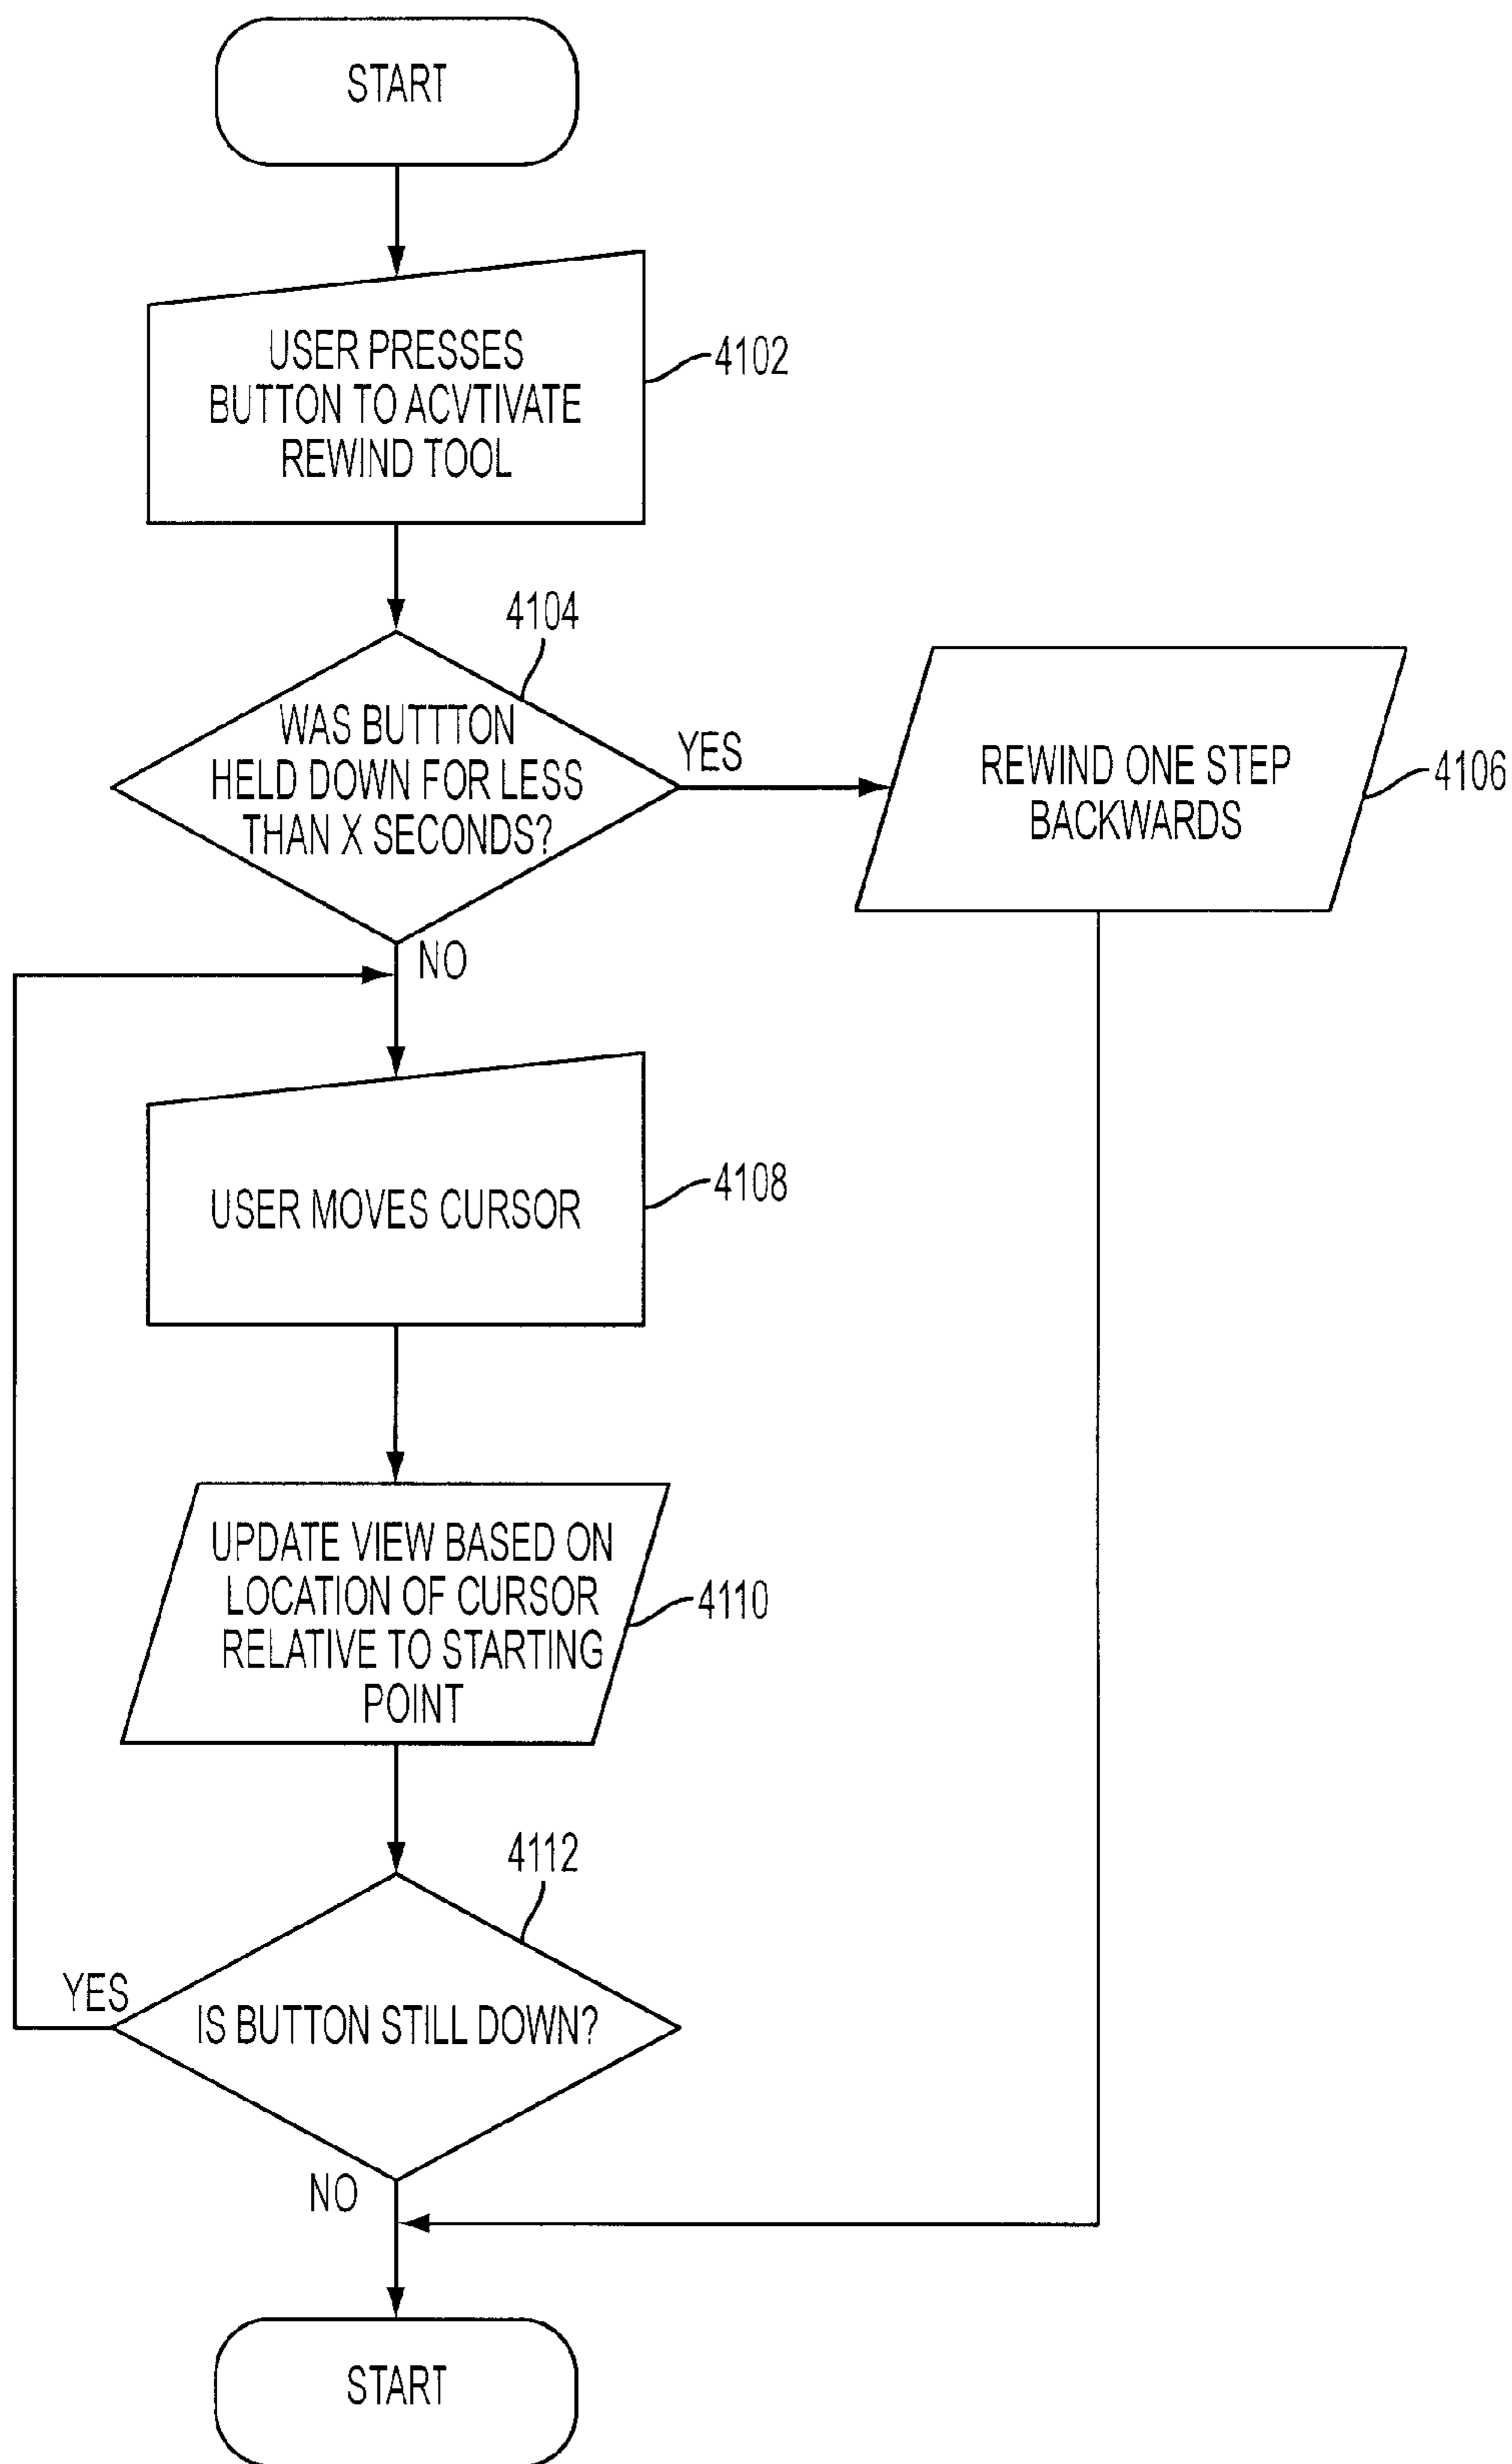 START
USER PRESSES
BUTTON TO ACVTIVATE
REWIND TOOL
4102
4104
WAS BUTTTON
HELD DOWN FOR LESS
THAN X SECONDS?
YES
REWIND ONE STEP
BACKWARDS
4106
NO
USER MOVES CURSOR
4108
UPDATE VIEW BASED ON
LOCATION OF CURSOR
RELATIVE TO STARTING
POINT
4110
4112
YES
IS BUTTON STILL DOWN?
NO
START